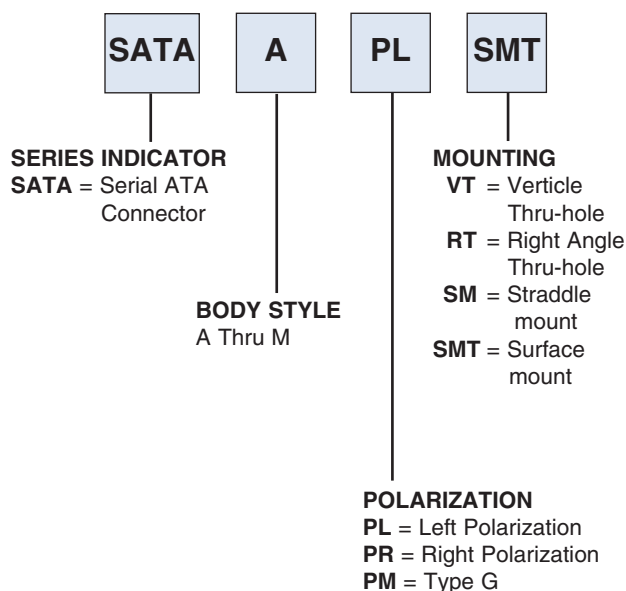 SATA A PL SMT
SERIES INDICATOR
SATA = Serial ATA
Connector
BODY STYLE
A Thru M
MOUNTING
VT = Verticle
Thru-hole
RT = Right Angle
Thru-hole
SM = Straddle
mount
SMT = Surface
mount
POLARIZATION
PL = Left Polarization
PR = Right Polarization
PM = Type G